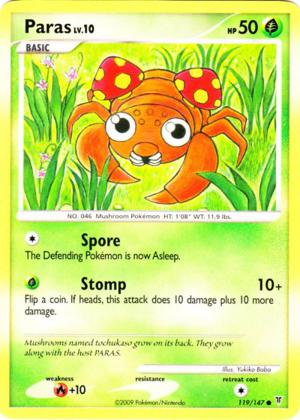 Paras LV.10 HP 50
BASIC
NO. 046 Mushroom Pokémon HT: 1'08" WT: 11.9 lbs.
Spore
The Defending Pokémon is now Asleep.
Stomp 10+
Flip a coin. If heads, this attack does 10 damage plus 10 more
damage.
Mushrooms named tochukaso grow on its back. They grow
along with the host PARAS.
Illus. Yukiko Baba
weakness resistance retreat cost
+10
119/147
©2009 Pokémon/Nintendo